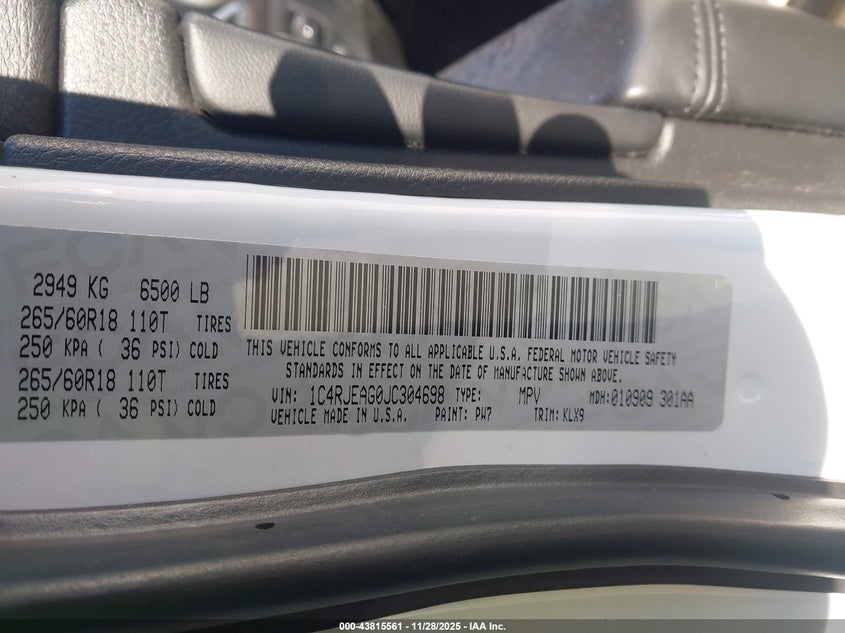 2949 KG 6500 LB
265/60R18 110T TIRES
250 KPA ( 36 PSI) COLD
265/60R18 110T TIRES
250 KPA ( 36 PSI) COLD
THIS VEHICLE CONFORMS TO ALL APPLICABLE U.S.A. FEDERAL MOTOR VEHICLE SAFETY
STANDARDS IN EFFECT ON THE DATE OF MANUFACTURE SHOWN ABOVE.
VIN: 1C4RJEAG0JC304698 TYPE: MPV MDH:010909 301AA
VEHICLE MADE IN U.S.A. PAINT: PW7 TRIM: KLX9
000-43815561 - 11/28/2025 - IAA Inc.